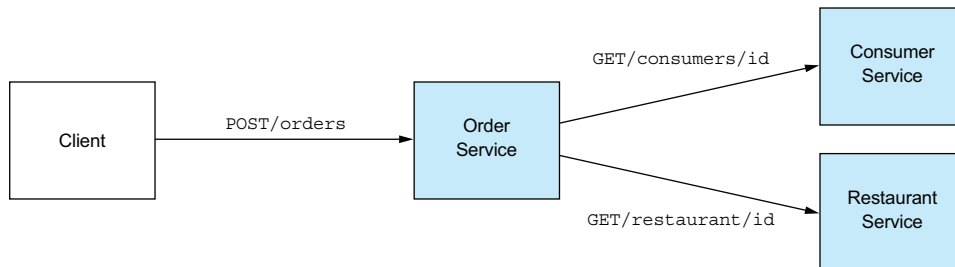 Client
POST/orders
Order
Service
GET/consumers/id
Consumer
Service
GET/restaurant/id
Restaurant
Service